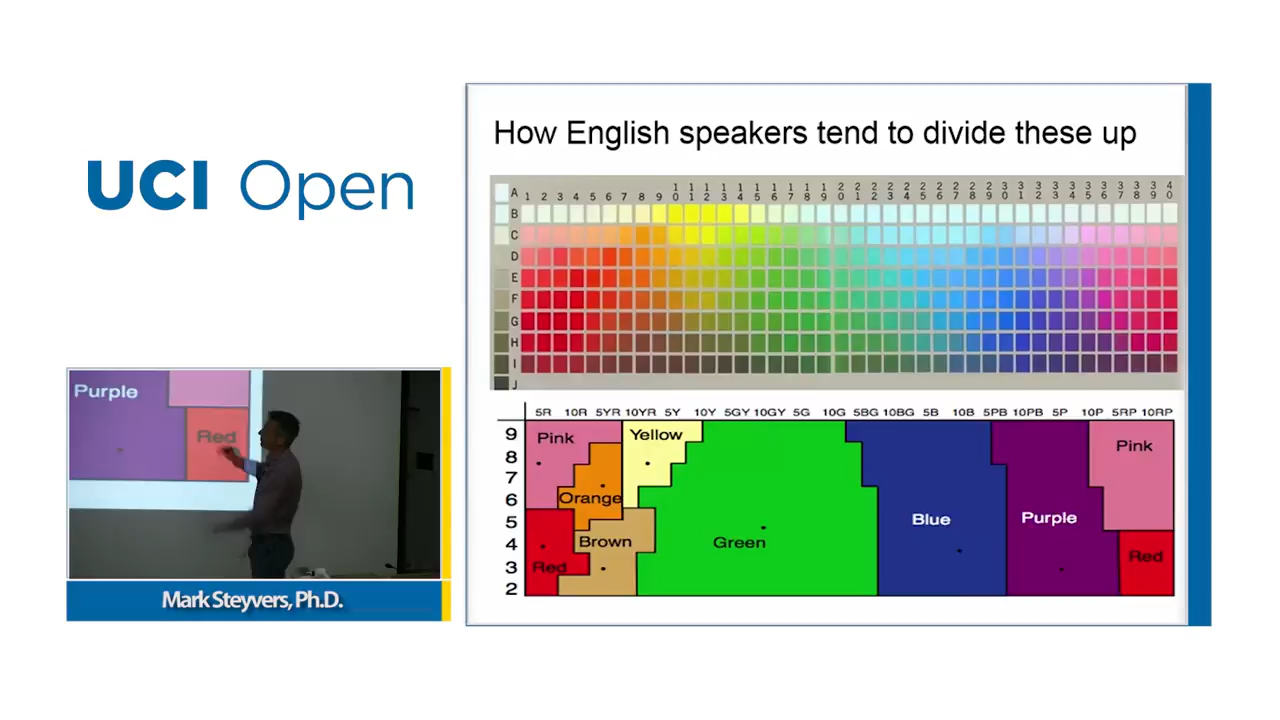 UCI Open
How English speakers tend to divide these up
A 1 2 3 4 5 6 7 8 9 10 11 12 13 14 15 16 17 18 19 20 21 22 23 24 25 26 27 28 29 30 31 32 33 34 35 36 37 38 39 40
B
C
D
E
F
G
H
I
J
5R 10R 5YR 10YR 5Y 10Y 5GY 10GY 5G 10G 5BG 10BG 5B 10B 5PB 10PB 5P 10P 5RP 10RP
9 Pink Yellow Pink
8
7
6 Orange
5 Blue Purple
4 Brown Green Red
3 Red
2
Purple
Red
Mark Steyvers, Ph.D.